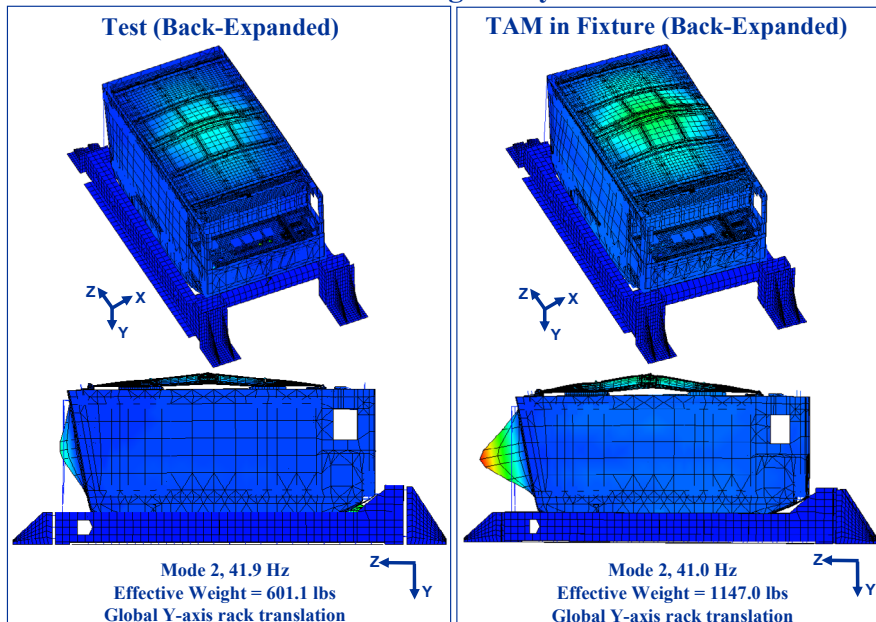 Test (Back-Expanded)
Z
X
Y
Z
Y
Mode 2, 41.9 Hz
Effective Weight = 601.1 lbs
Global Y-axis rack translation
TAM in Fixture (Back-Expanded)
Z
X
Y
Z
Y
Mode 2, 41.0 Hz
Effective Weight = 1147.0 lbs
Global Y-axis rack translation